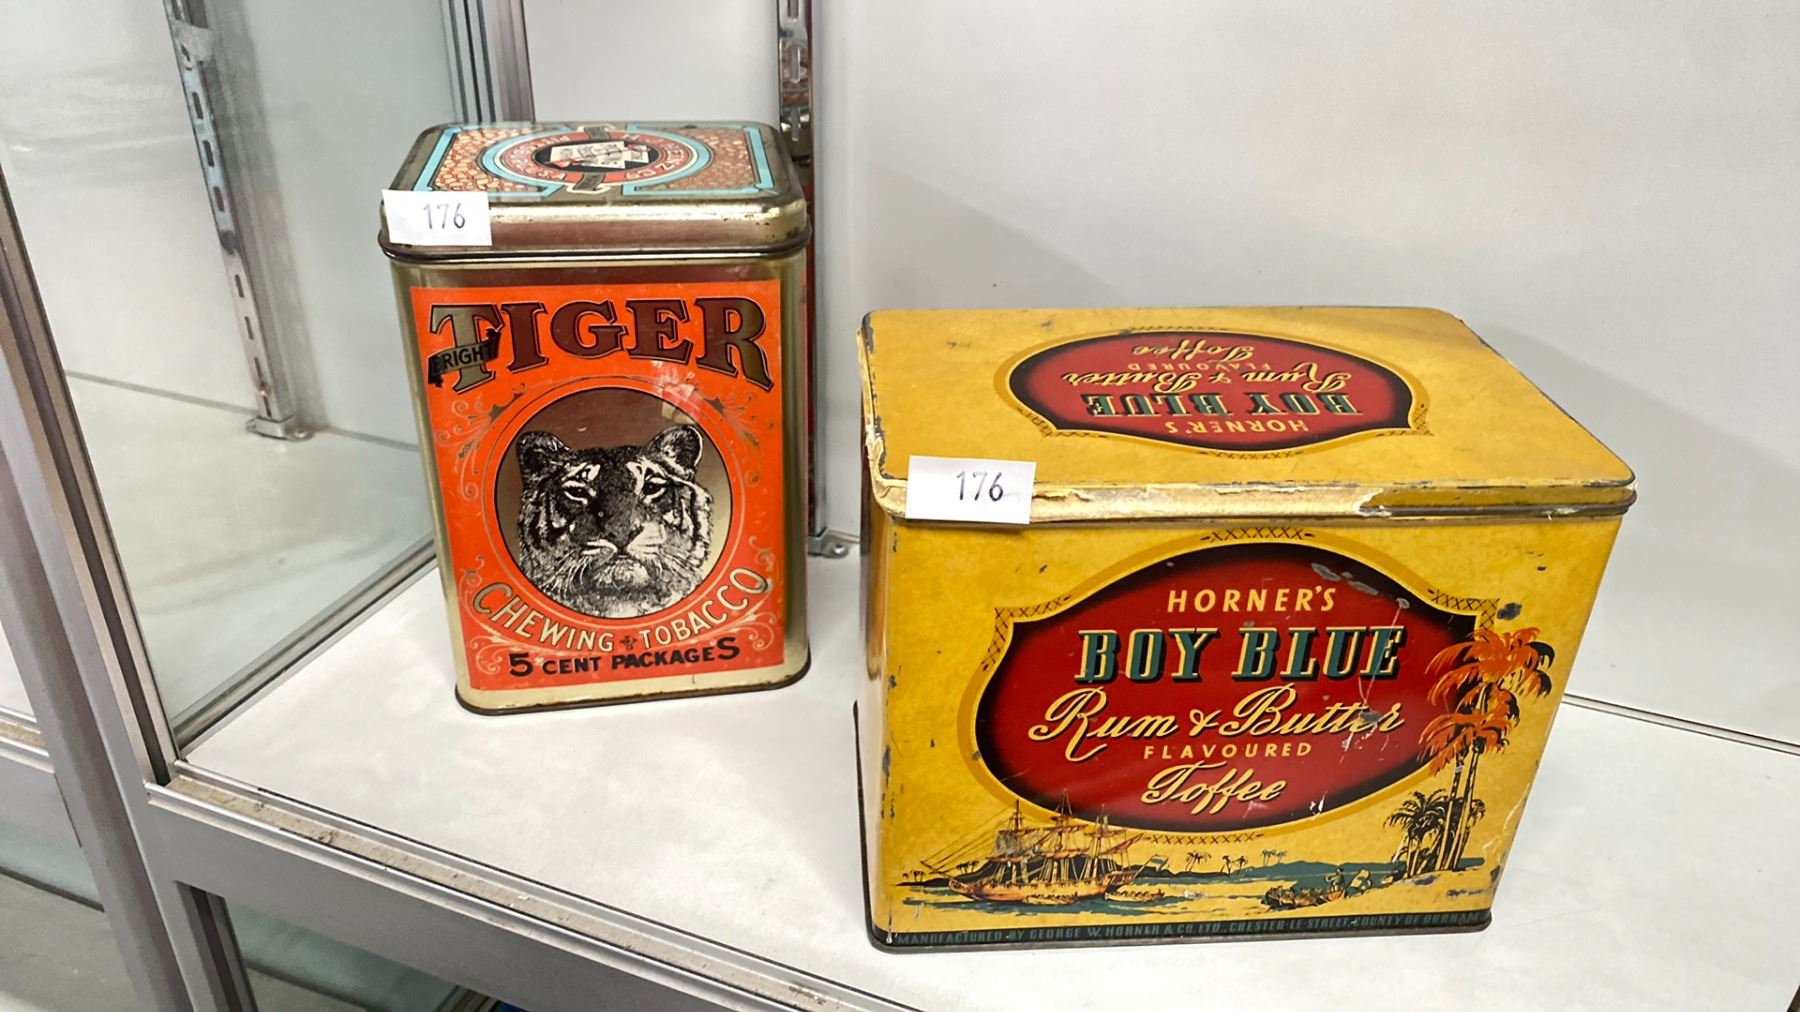 176
TIGER
BRIGHT
CHEWING TOBACCO
5 CENT PACKAGES
HORNER'S
BOY BLUE
Rum & Butter
FLAVOURED
Toffee
176
HORNER'S
BOY BLUE
Rum & Butter
FLAVOURED
Toffee
MANUFACTURED BY GEORGE W. HORNER & CO. LTD., CHESTER-LE-STREET, COUNTY OF DURHAM